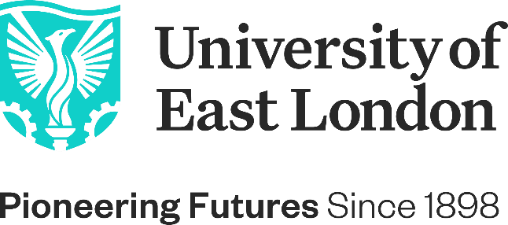 University of
East London
Pioneering Futures Since 1898